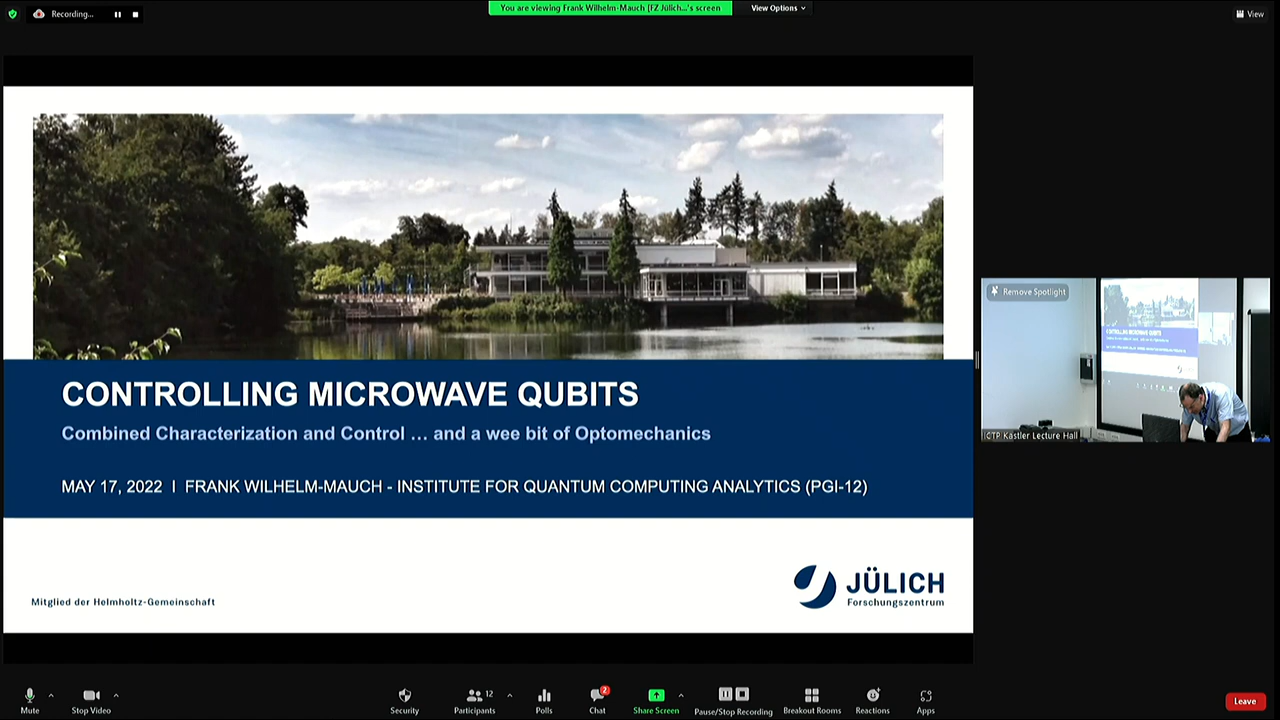 Recording...
You are viewing Frank Wilhelm-Mauch [FZ Jülich...'s screen
View Options
View
CONTROLLING MICROWAVE QUBITS
Combined Characterization and Control ... and a wee bit of Optomechanics
MAY 17, 2022 I FRANK WILHELM-MAUCH - INSTITUTE FOR QUANTUM COMPUTING ANALYTICS (PGI-12)
Mitglied der Helmholtz-Gemeinschaft
JÜLICH
Forschungszentrum
Remove Spotlight
CONTROLLING MICROWAVE QUBITS
ICTP Kastler Lecture Hall
Mute
Stop Video
Security
12
Participants
Polls
2
Chat
Share Screen
Pause/Stop Recording
Breakout Rooms
Reactions
Apps
Leave